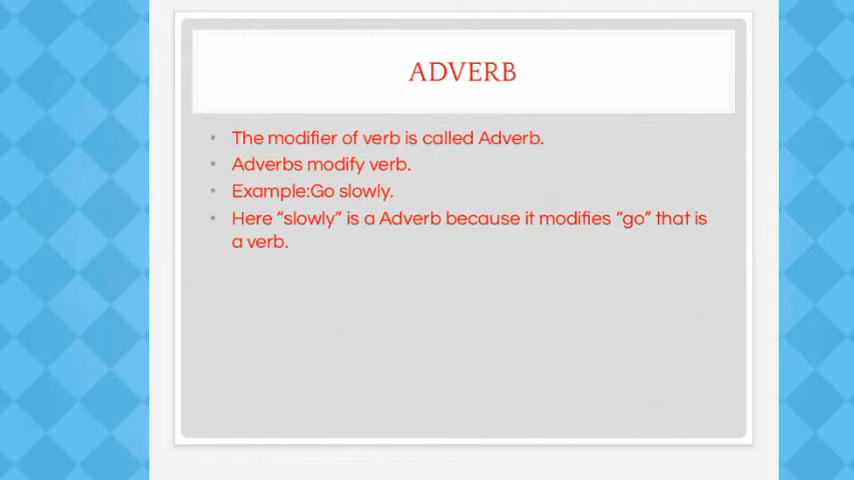 ADVERB
• The modifier of verb is called Adverb.
• Adverbs modify verb.
• Example:Go slowly.
• Here “slowly” is a Adverb because it modifies “go” that is
a verb.